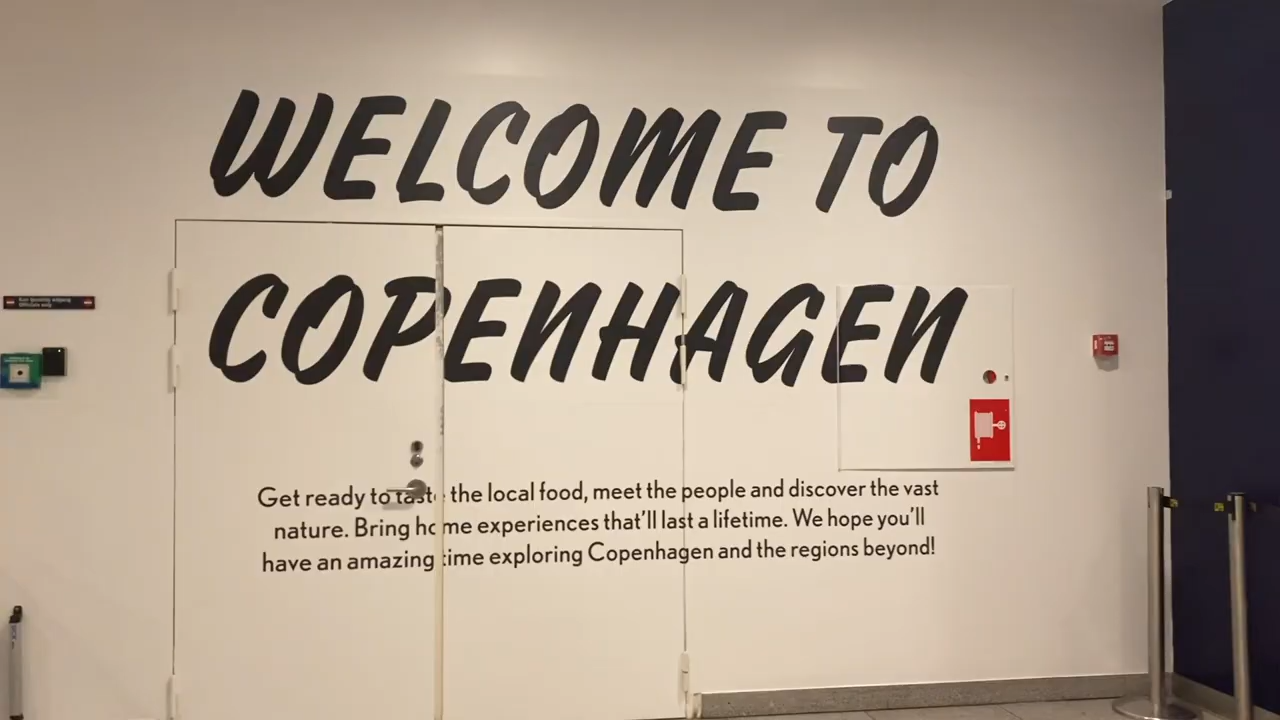 WELCOME TO
COPENHAGEN
Get ready to taste the local food, meet the people and discover the vast
nature. Bring home experiences that'll last a lifetime. We hope you'll
have an amazing time exploring Copenhagen and the regions beyond!